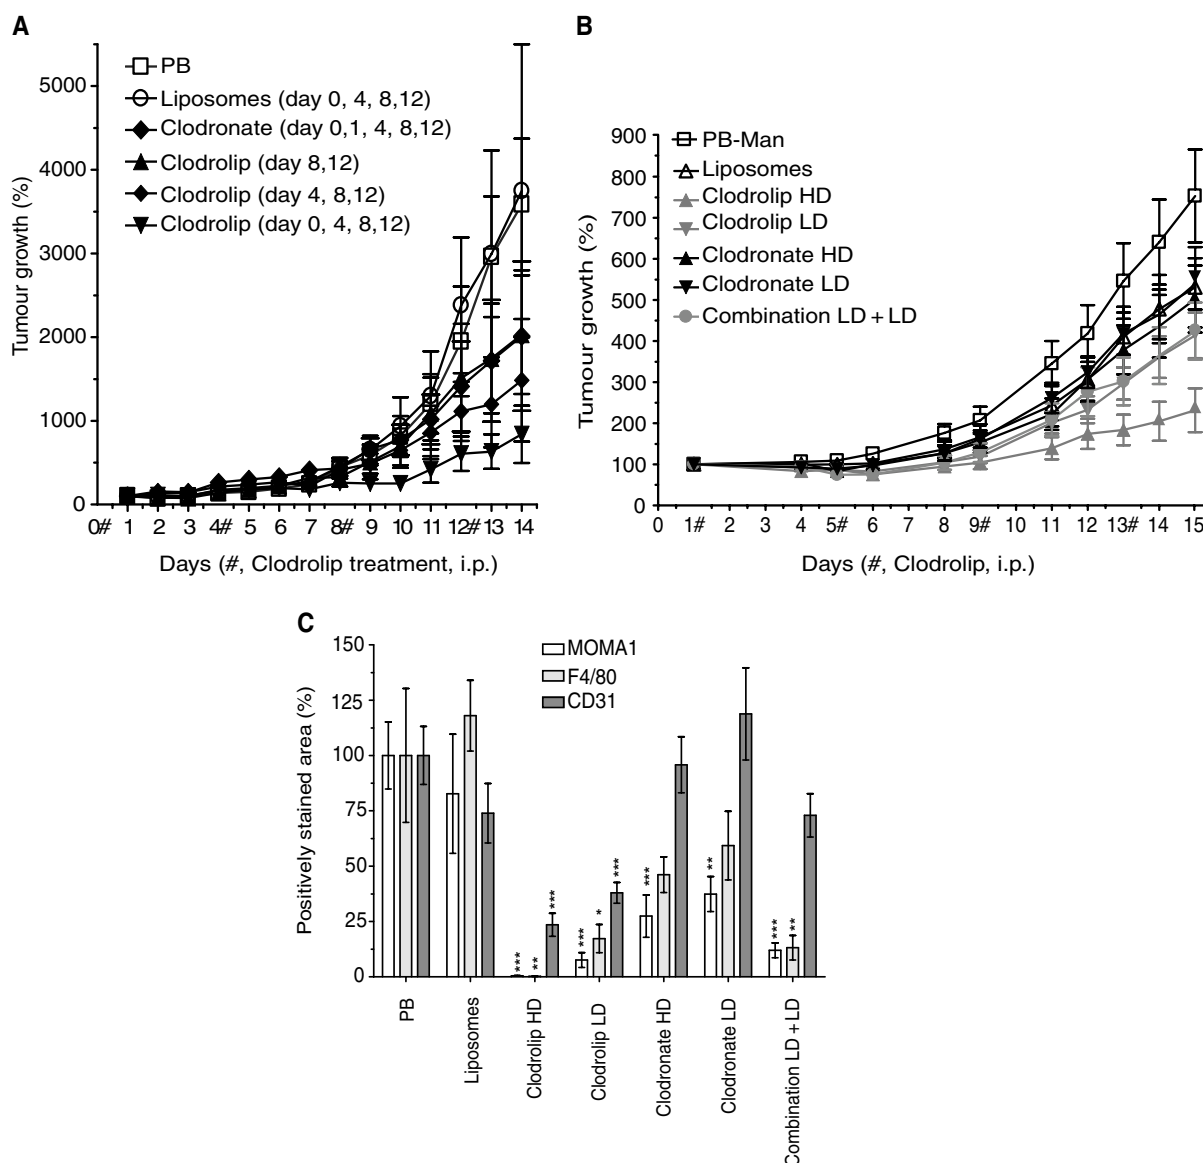 A
Tumour growth (%)
5000
4000
3000
2000
1000
0
PB
Liposomes (day 0, 4, 8,12)
Clodronate (day 0,1, 4, 8,12)
Clodrolip (day 8,12)
Clodrolip (day 4, 8,12)
Clodrolip (day 0, 4, 8,12)
0# 1 2 3 4# 5 6 7 8# 9 10 11 12# 13 14
Days (#, Clodrolip treatment, i.p.)
B
Tumour growth (%)
900
800
700
600
500
400
300
200
100
0
PB-Man
Liposomes
Clodrolip HD
Clodrolip LD
Clodronate HD
Clodronate LD
Combination LD + LD
0 1# 2 3 4 5# 6 7 8 9# 10 11 12 13# 14 15
Days (#, Clodrolip, i.p.)
C
Positively stained area (%)
150
125
100
75
50
25
0
MOMA1
F4/80
CD31
*** ** *** *** * *** *** ** *** **
PB
Liposomes
Clodrolip HD
Clodrolip LD
Clodronate HD
Clodronate LD
Combination LD + LD